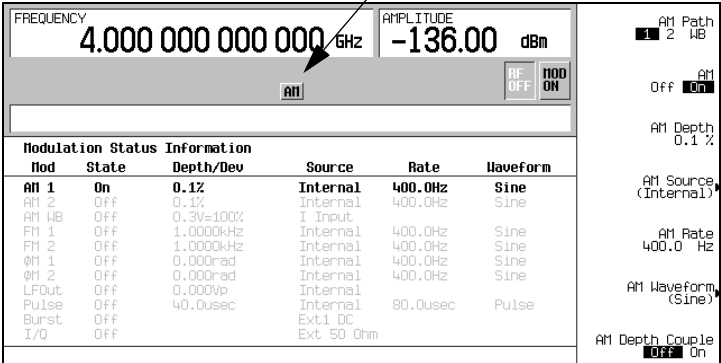 FREQUENCY
4.000 000 000 000 GHz
AMPLITUDE
-136.00 dBm
AM
RF OFF
MOD ON
Modulation Status Information
Mod State Depth/Dev Source Rate Waveform
AM 1 On 0.1% Internal 400.0Hz Sine
AM 2 Off 0.1% Internal 400.0Hz Sine
AM WB Off 0.3V=100% I Input
FM 1 Off 1.0000kHz Internal 400.0Hz Sine
FM 2 Off 1.0000kHz Internal 400.0Hz Sine
ΦM 1 Off 0.000rad Internal 400.0Hz Sine
ΦM 2 Off 0.000rad Internal 400.0Hz Sine
LFOut Off 0.000Vp Internal 400.0Hz Sine
Pulse Off 40.0usec Internal 80.0usec Pulse
Burst Off Ext1 DC
I/Q Off Ext 50 Ohm
AM Path
1 2 WB
AM
Off On
AM Depth
0.1 %
AM Source
(Internal)
AM Rate
400.0 Hz
AM Waveform
(Sine)
AM Depth Couple
Off On